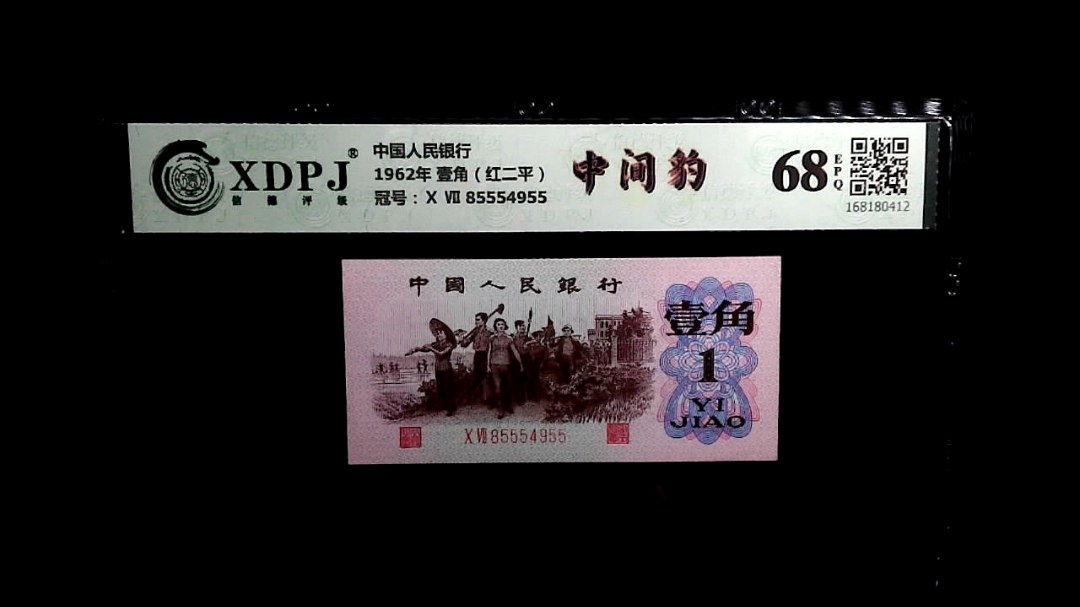 XDPJ®
信德评级
中国人民银行
1962年 壹角（红二平）
冠号：X Ⅶ 85554955
中间豹
68
EPQ
168180412
中國人民銀行
壹角
1
YI
JIAO
X Ⅶ 85554955